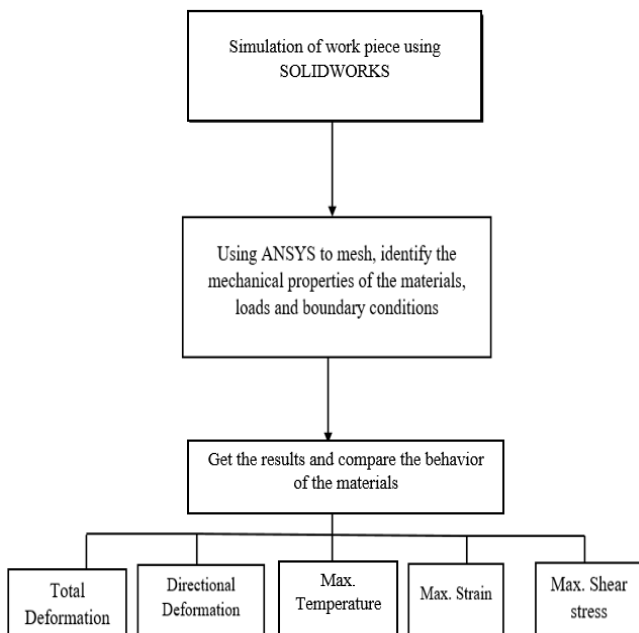 Simulation of work piece using
SOLIDWORKS
Using ANSYS to mesh, identify the
mechanical properties of the materials,
loads and boundary conditions
Get the results and compare the behavior
of the materials
Total
Deformation
Directional
Deformation
Max.
Temperature
Max. Strain
Max. Shear
stress